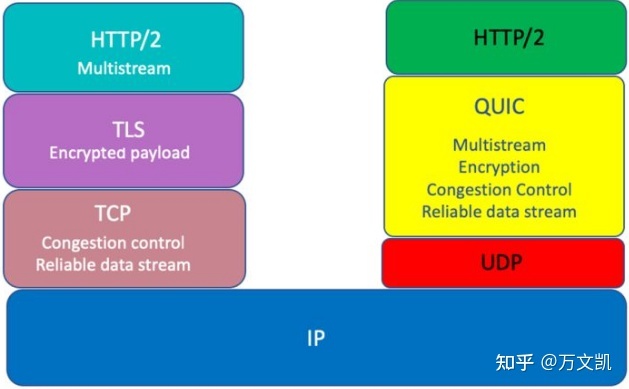 HTTP/2
Multistream
TLS
Encrypted payload
TCP
Congestion control
Reliable data stream
HTTP/2
QUIC
Multistream
Encryption
Congestion Control
Reliable data stream
UDP
IP
知乎 @万文凯